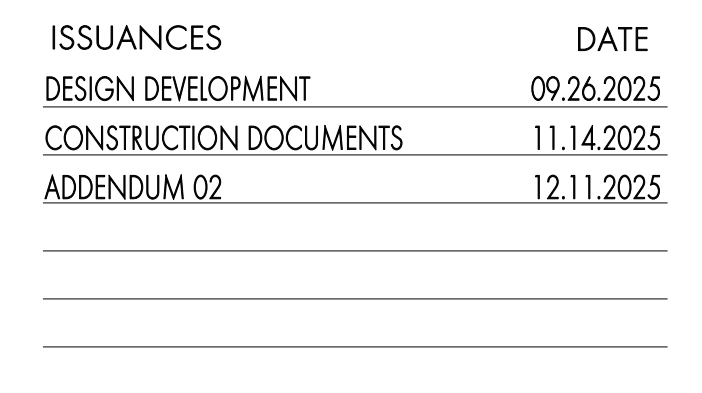 ISSUANCES DATE
DESIGN DEVELOPMENT 09.26.2025
CONSTRUCTION DOCUMENTS 11.14.2025
ADDENDUM 02 12.11.2025